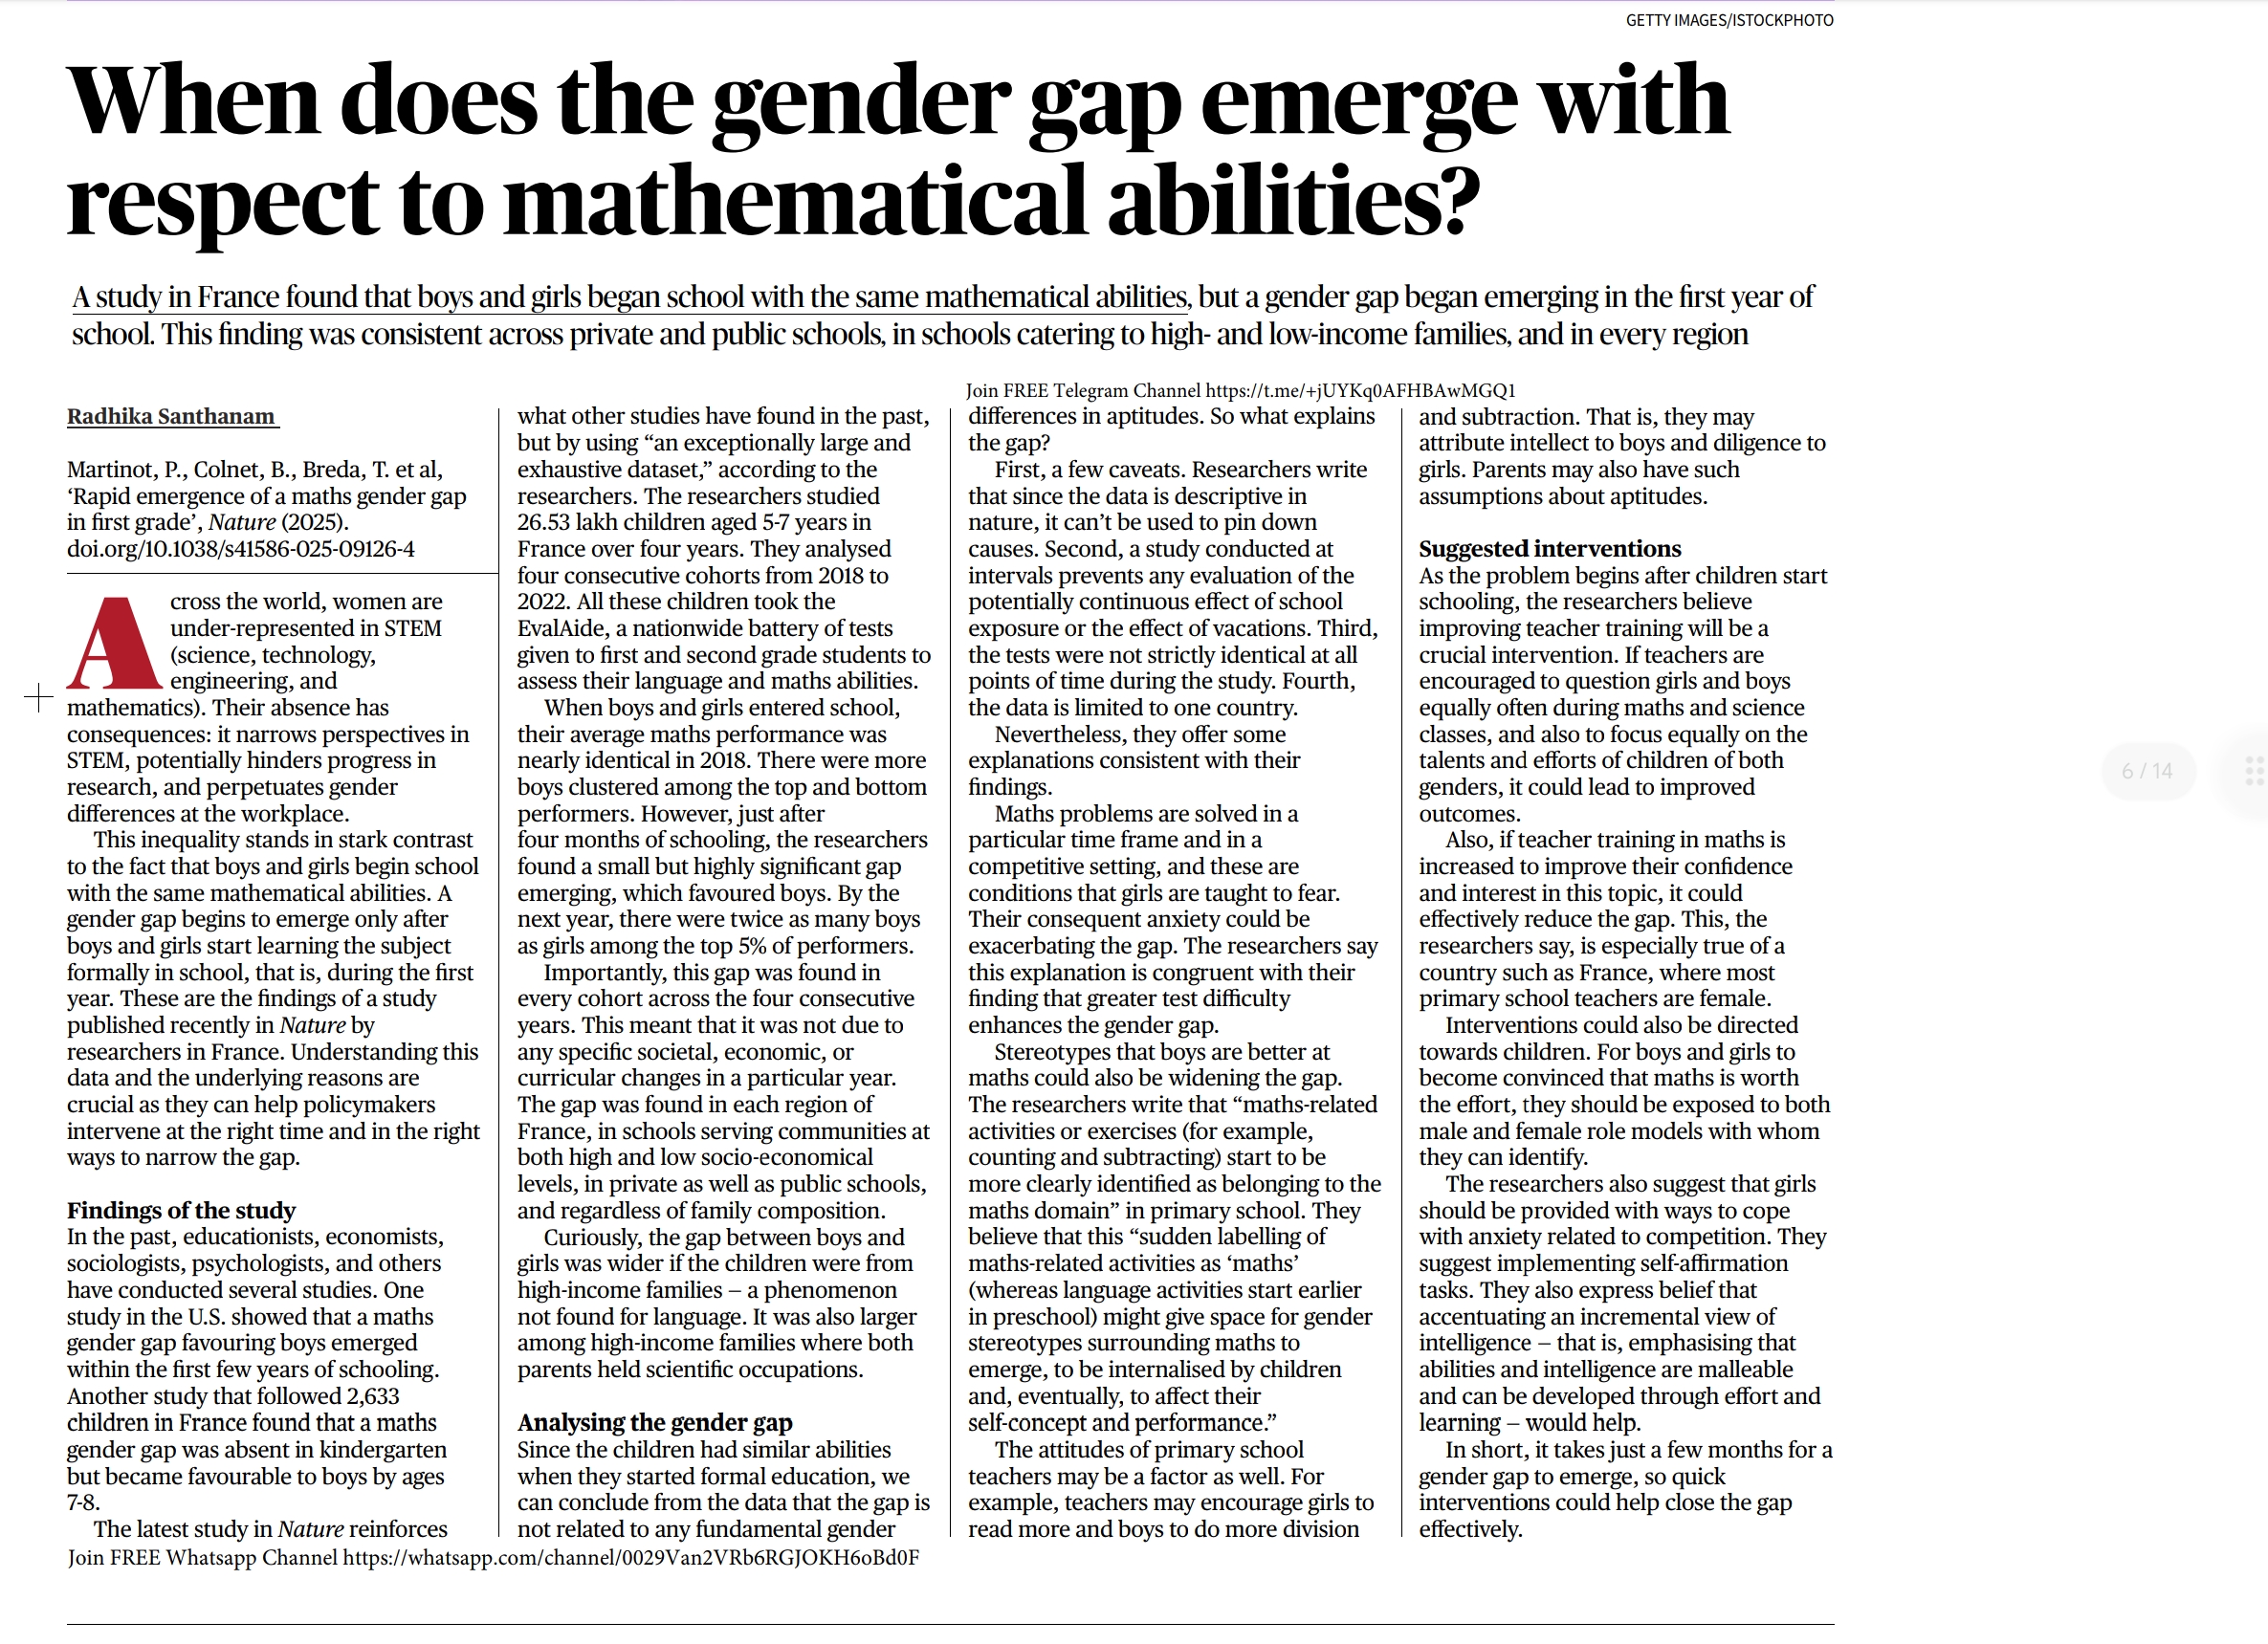 GETTY IMAGES/ISTOCKPHOTO
When does the gender gap emerge with
respect to mathematical abilities?
A study in France found that boys and girls began school with the same mathematical abilities, but a gender gap began emerging in the first year of
school. This finding was consistent across private and public schools, in schools catering to high- and low-income families, and in every region
Join FREE Telegram Channel https://t.me/+jUYKq0AFHBAwMGQ1
Radhika Santhanam
Martinot, P., Colnet, B., Breda, T. et al,
‘Rapid emergence of a maths gender gap
in first grade’, Nature (2025).
doi.org/10.1038/s41586-025-09126-4
Across the world, women are
under-represented in STEM
(science, technology,
engineering, and
mathematics). Their absence has
consequences: it narrows perspectives in
STEM, potentially hinders progress in
research, and perpetuates gender
differences at the workplace.
This inequality stands in stark contrast
to the fact that boys and girls begin school
with the same mathematical abilities. A
gender gap begins to emerge only after
boys and girls start learning the subject
formally in school, that is, during the first
year. These are the findings of a study
published recently in Nature by
researchers in France. Understanding this
data and the underlying reasons are
crucial as they can help policymakers
intervene at the right time and in the right
ways to narrow the gap.
Findings of the study
In the past, educationists, economists,
sociologists, psychologists, and others
have conducted several studies. One
study in the U.S. showed that a maths
gender gap favouring boys emerged
within the first few years of schooling.
Another study that followed 2,633
children in France found that a maths
gender gap was absent in kindergarten
but became favourable to boys by ages
7-8.
The latest study in Nature reinforces
what other studies have found in the past,
but by using “an exceptionally large and
exhaustive dataset,” according to the
researchers. The researchers studied
26.53 lakh children aged 5-7 years in
France over four years. They analysed
four consecutive cohorts from 2018 to
2022. All these children took the
EvalAide, a nationwide battery of tests
given to first and second grade students to
assess their language and maths abilities.
When boys and girls entered school,
their average maths performance was
nearly identical in 2018. There were more
boys clustered among the top and bottom
performers. However, just after
four months of schooling, the researchers
found a small but highly significant gap
emerging, which favoured boys. By the
next year, there were twice as many boys
as girls among the top 5% of performers.
Importantly, this gap was found in
every cohort across the four consecutive
years. This meant that it was not due to
any specific societal, economic, or
curricular changes in a particular year.
The gap was found in each region of
France, in schools serving communities at
both high and low socio-economical
levels, in private as well as public schools,
and regardless of family composition.
Curiously, the gap between boys and
girls was wider if the children were from
high-income families – a phenomenon
not found for language. It was also larger
among high-income families where both
parents held scientific occupations.
Analysing the gender gap
Since the children had similar abilities
when they started formal education, we
can conclude from the data that the gap is
not related to any fundamental gender
differences in aptitudes. So what explains
the gap?
First, a few caveats. Researchers write
that since the data is descriptive in
nature, it can’t be used to pin down
causes. Second, a study conducted at
intervals prevents any evaluation of the
potentially continuous effect of school
exposure or the effect of vacations. Third,
the tests were not strictly identical at all
points of time during the study. Fourth,
the data is limited to one country.
Nevertheless, they offer some
explanations consistent with their
findings.
Maths problems are solved in a
particular time frame and in a
competitive setting, and these are
conditions that girls are taught to fear.
Their consequent anxiety could be
exacerbating the gap. The researchers say
this explanation is congruent with their
finding that greater test difficulty
enhances the gender gap.
Stereotypes that boys are better at
maths could also be widening the gap.
The researchers write that “maths-related
activities or exercises (for example,
counting and subtracting) start to be
more clearly identified as belonging to the
maths domain” in primary school. They
believe that this “sudden labelling of
maths-related activities as ‘maths’
(whereas language activities start earlier
in preschool) might give space for gender
stereotypes surrounding maths to
emerge, to be internalised by children
and, eventually, to affect their
self-concept and performance.”
The attitudes of primary school
teachers may be a factor as well. For
example, teachers may encourage girls to
read more and boys to do more division
and subtraction. That is, they may
attribute intellect to boys and diligence to
girls. Parents may also have such
assumptions about aptitudes.
Suggested interventions
As the problem begins after children start
schooling, the researchers believe
improving teacher training will be a
crucial intervention. If teachers are
encouraged to question girls and boys
equally often during maths and science
classes, and also to focus equally on the
talents and efforts of children of both
genders, it could lead to improved
outcomes.
Also, if teacher training in maths is
increased to improve their confidence
and interest in this topic, it could
effectively reduce the gap. This, the
researchers say, is especially true of a
country such as France, where most
primary school teachers are female.
Interventions could also be directed
towards children. For boys and girls to
become convinced that maths is worth
the effort, they should be exposed to both
male and female role models with whom
they can identify.
The researchers also suggest that girls
should be provided with ways to cope
with anxiety related to competition. They
suggest implementing self-affirmation
tasks. They also express belief that
accentuating an incremental view of
intelligence – that is, emphasising that
abilities and intelligence are malleable
and can be developed through effort and
learning – would help.
In short, it takes just a few months for a
gender gap to emerge, so quick
interventions could help close the gap
effectively.
Join FREE Whatsapp Channel https://whatsapp.com/channel/0029Van2VRb6RGJOKH6oBd0F
6 / 14